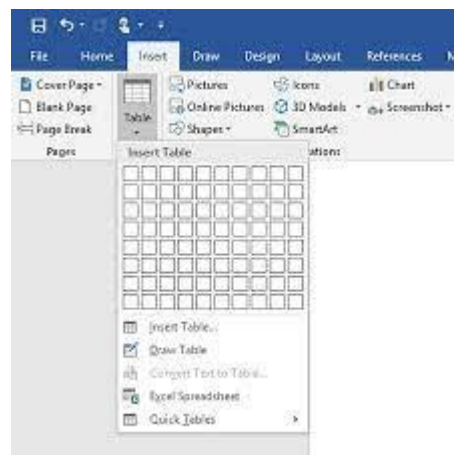 File Home Insert Draw Design Layout References
Cover Page Pictures Icons Chart
Blank Page Table Online Pictures 3D Models Screenshot
Page Break Shapes SmartArt
Pages ations
Insert Table
Insert Table...
Draw Table
Convert Text to Table...
Excel Spreadsheet
Quick Tables